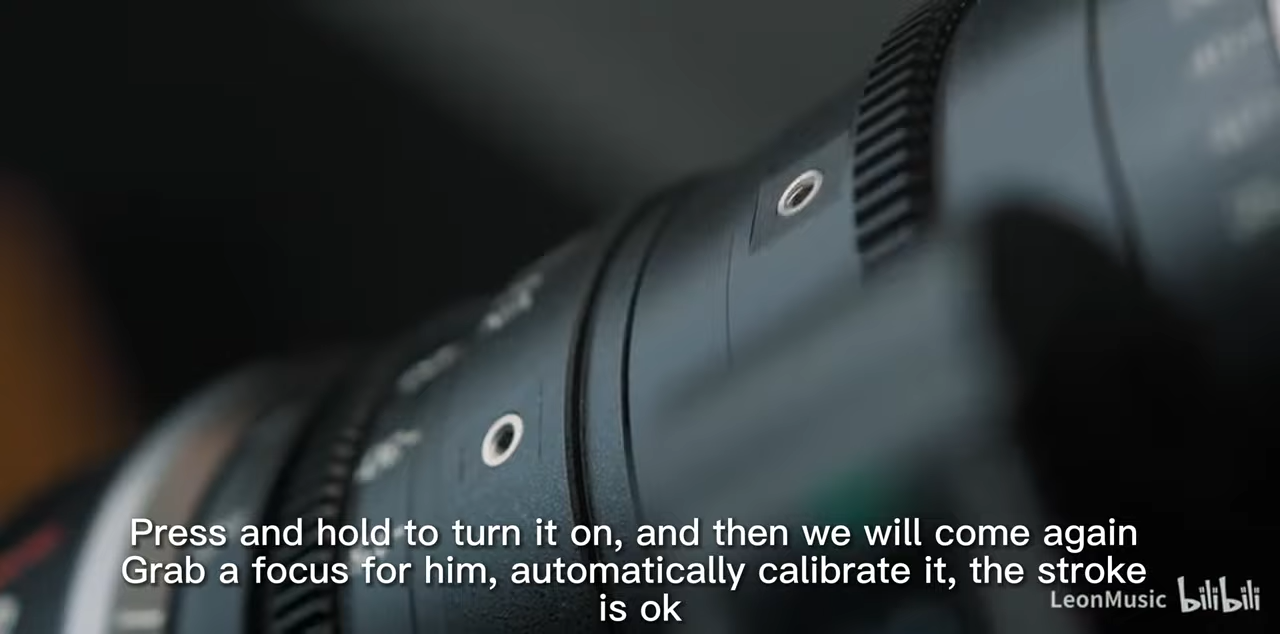 Press and hold to turn it on, and then we will come again
Grab a focus for him, automatically calibrate it, the stroke
is ok
LeonMusic bilibili